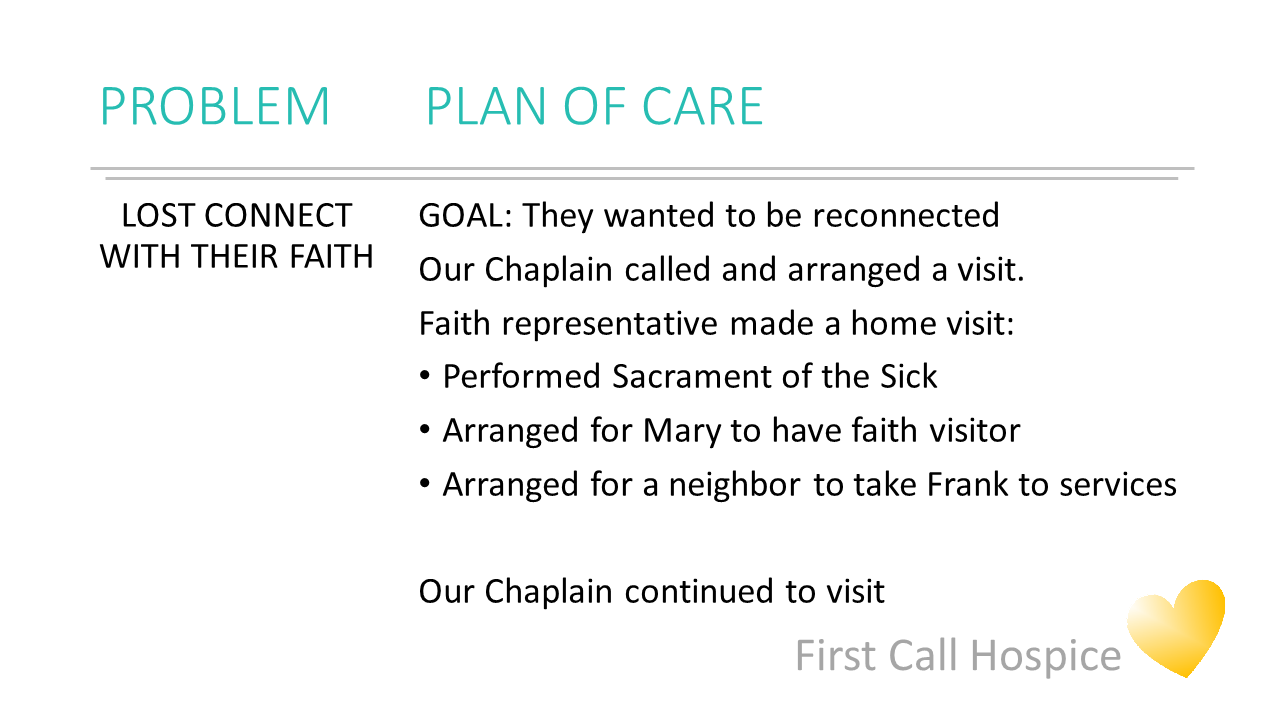 PROBLEM PLAN OF CARE
LOST CONNECT
WITH THEIR FAITH
GOAL: They wanted to be reconnected
Our Chaplain called and arranged a visit.
Faith representative made a home visit:
• Performed Sacrament of the Sick
• Arranged for Mary to have faith visitor
• Arranged for a neighbor to take Frank to services
Our Chaplain continued to visit
First Call Hospice